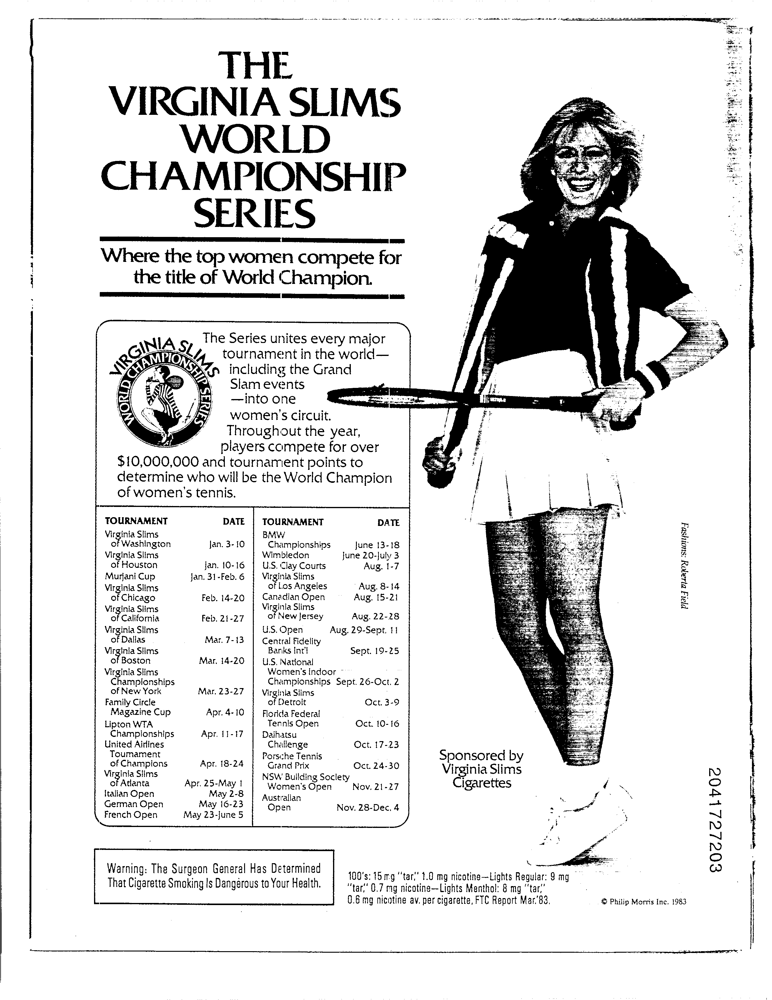 THE
VIRGINIA SLIMS
WORLD
CHAMPIONSHIP
SERIES
Where the top women compete for
the title of World Champion.
VIRGINIA SLIMS
WORLD CHAMPIONSHIP SERIES
The Series unites every major
tournament in the world—
including the Grand
Slam events
—into one
women's circuit.
Throughout the year,
players compete for over
$10,000,000 and tournament points to
determine who will be the World Champion
of women's tennis.
TOURNAMENT DATE
Virginia Slims
of Washington Jan. 3-10
Virginia Slims
of Houston Jan. 10-16
Murjani Cup Jan. 31-Feb. 6
Virginia Slims
of Chicago Feb. 14-20
Virginia Slims
of California Feb. 21-27
Virginia Slims
of Dallas Mar. 7-13
Virginia Slims
of Boston Mar. 14-20
Virginia Slims
Championships
of New York Mar. 23-27
Family Circle
Magazine Cup Apr. 4-10
Lipton WTA
Championships Apr. 11-17
United Airlines
Tournament
of Champions Apr. 18-24
Virginia Slims
of Atlanta Apr. 25-May 1
Italian Open May 2-8
German Open May 16-23
French Open May 23-June 5
TOURNAMENT DATE
BMW
Championships June 13-18
Wimbledon June 20-July 3
U.S. Clay Courts Aug. 1-7
Virginia Slims
of Los Angeles Aug. 8-14
Canadian Open Aug. 15-21
Virginia Slims
of New Jersey Aug. 22-28
U.S. Open Aug. 29-Sept. 11
Central Fidelity
Banks Int'l Sept. 19-25
U.S. National
Women's Indoor
Championships Sept. 26-Oct. 2
Virginia Slims
of Detroit Oct. 3-9
Florida Federal
Tennis Open Oct. 10-16
Daihatsu
Challenge Oct. 17-23
Porsche Tennis
Grand Prix Oct. 24-30
NSW Building Society
Women's Open Nov. 21-27
Australian
Open Nov. 28-Dec. 4
Fashions: Roberta Field
Sponsored by
Virginia Slims
Cigarettes
2041727203
Warning: The Surgeon General Has Determined
That Cigarette Smoking Is Dangerous to Your Health.
100's: 15 mg "tar," 1.0 mg nicotine—Lights Regular: 9 mg
"tar," 0.7 mg nicotine—Lights Menthol: 8 mg "tar,"
0.6 mg nicotine av. per cigarette, FTC Report Mar.'83.
© Philip Morris Inc. 1983